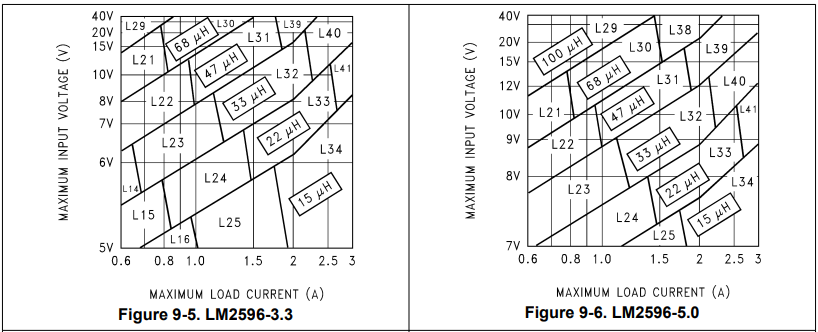 MAXIMUM INPUT VOLTAGE (V)
40V
20V
15V
10V
8V
7V
6V
5V
L29
L30
L39
L40
68 μH
L31
L21
47 μH
L32
L41
L22
33 μH
L33
L23
22 μH
L34
L14
L24
15 μH
L15
L25
L16
0.6 0.8 1.0 1.5 2 2.5 3
MAXIMUM LOAD CURRENT (A)
Figure 9-5. LM2596-3.3
MAXIMUM INPUT VOLTAGE (V)
40V
20V
15V
12V
10V
9V
8V
7V
L29
L38
100 μH
L30
L39
68 μH
L31
L40
L21
47 μH
L32
L41
L22
33 μH
L33
L23
22 μH
L34
L24
15 μH
L25
0.6 0.8 1.0 1.5 2 2.5 3
MAXIMUM LOAD CURRENT (A)
Figure 9-6. LM2596-5.0